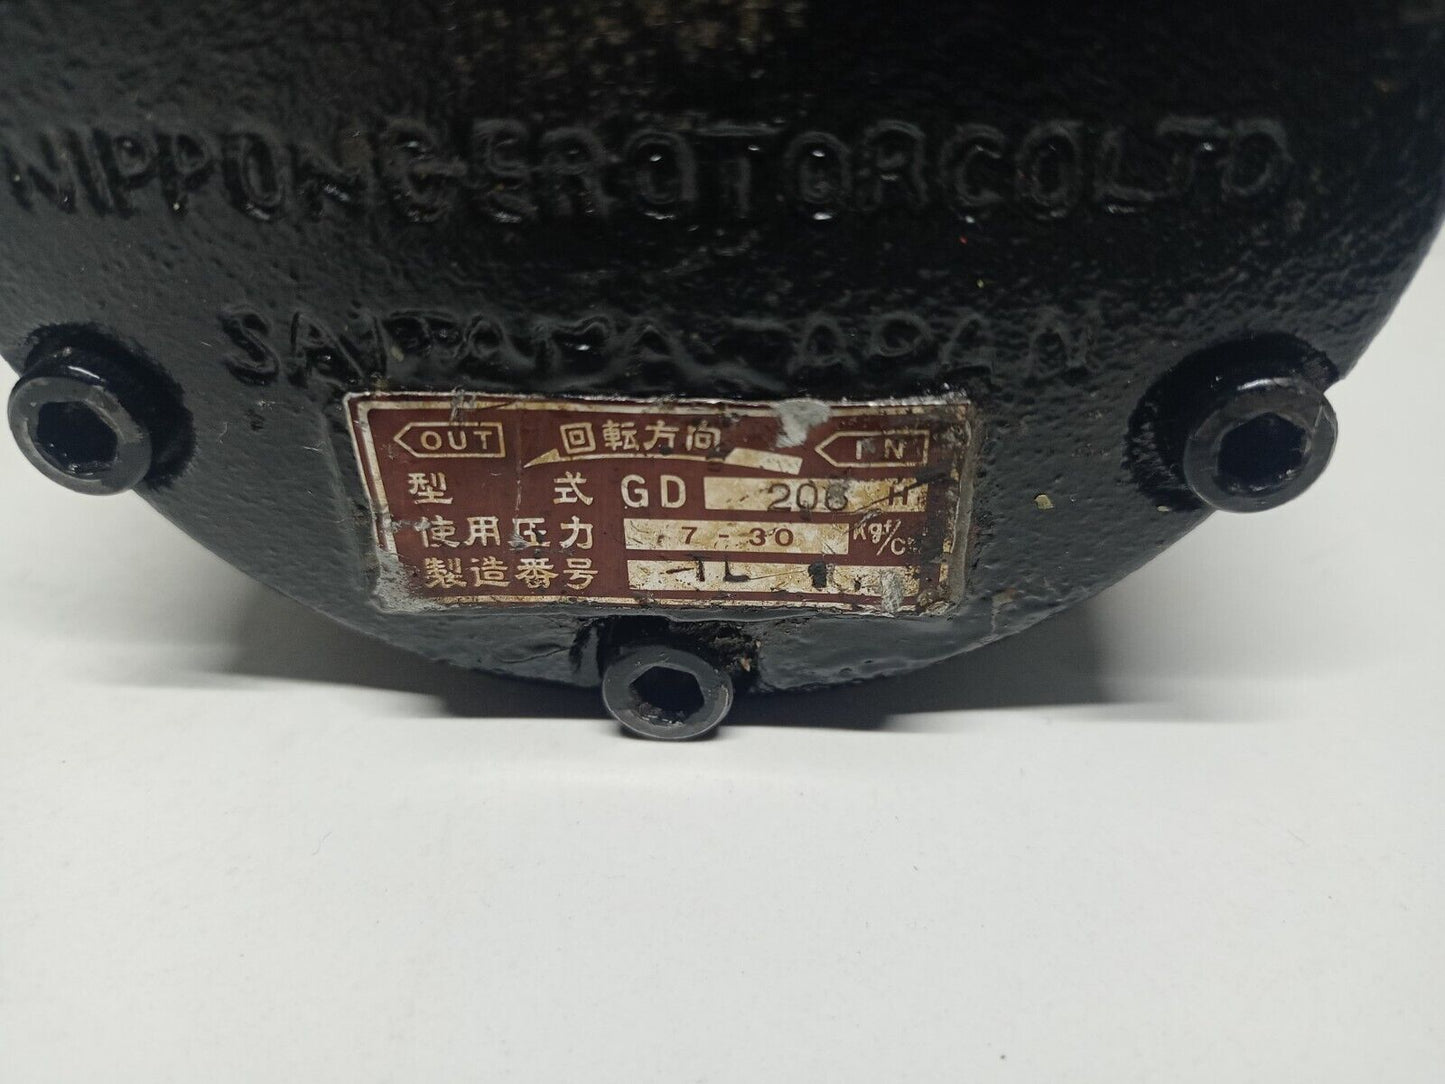 NIPPON GEROTOR CO LTD
SAITAMA JAPAN
OUT 回転方向 IN
型 式 GD 208 H
使用圧力 7-30 Kgf/C
製造番号 TL